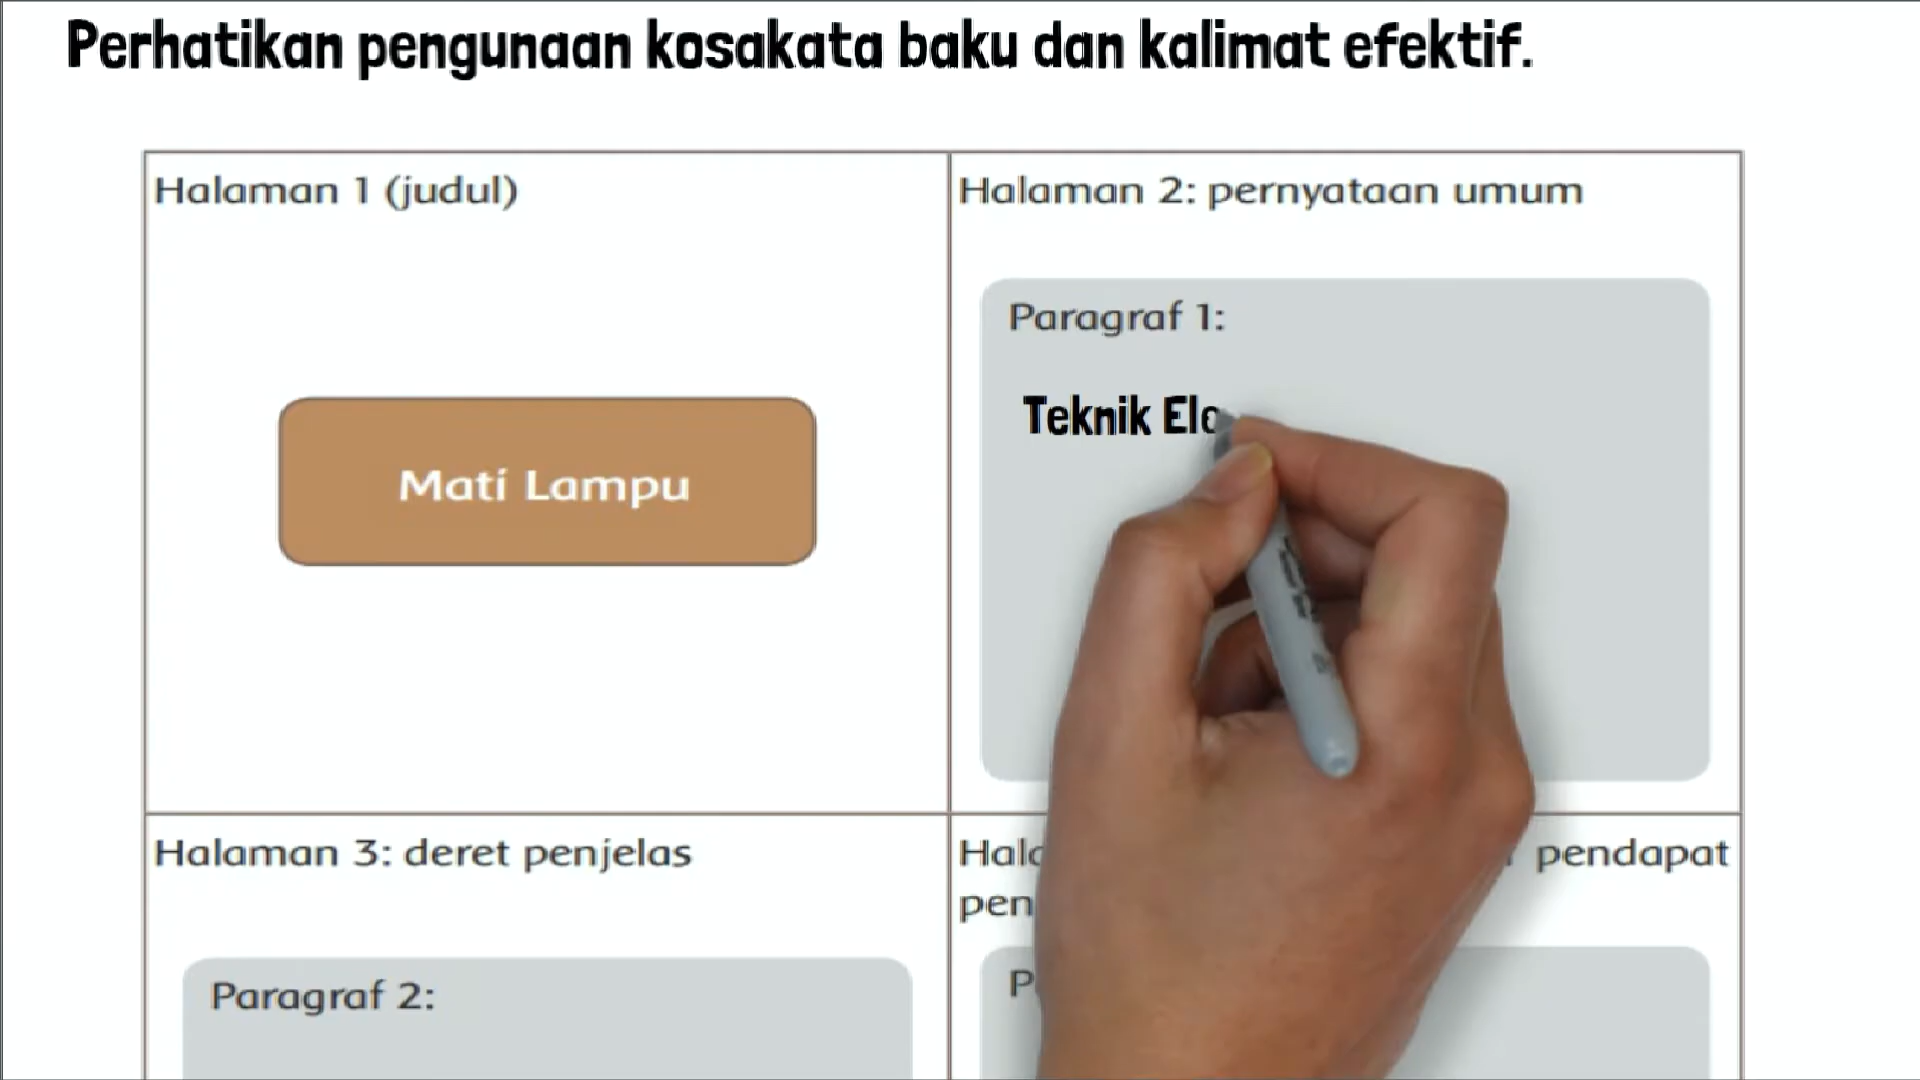 Perhatikan pengunaan kosakata baku dan kalimat efektif.
Halaman 1 (judul)
Mati Lampu
Halaman 2: pernyataan umum
Paragraf 1:
Teknik
Halaman 3: deret penjelas
Paragraf 2:
pendapat